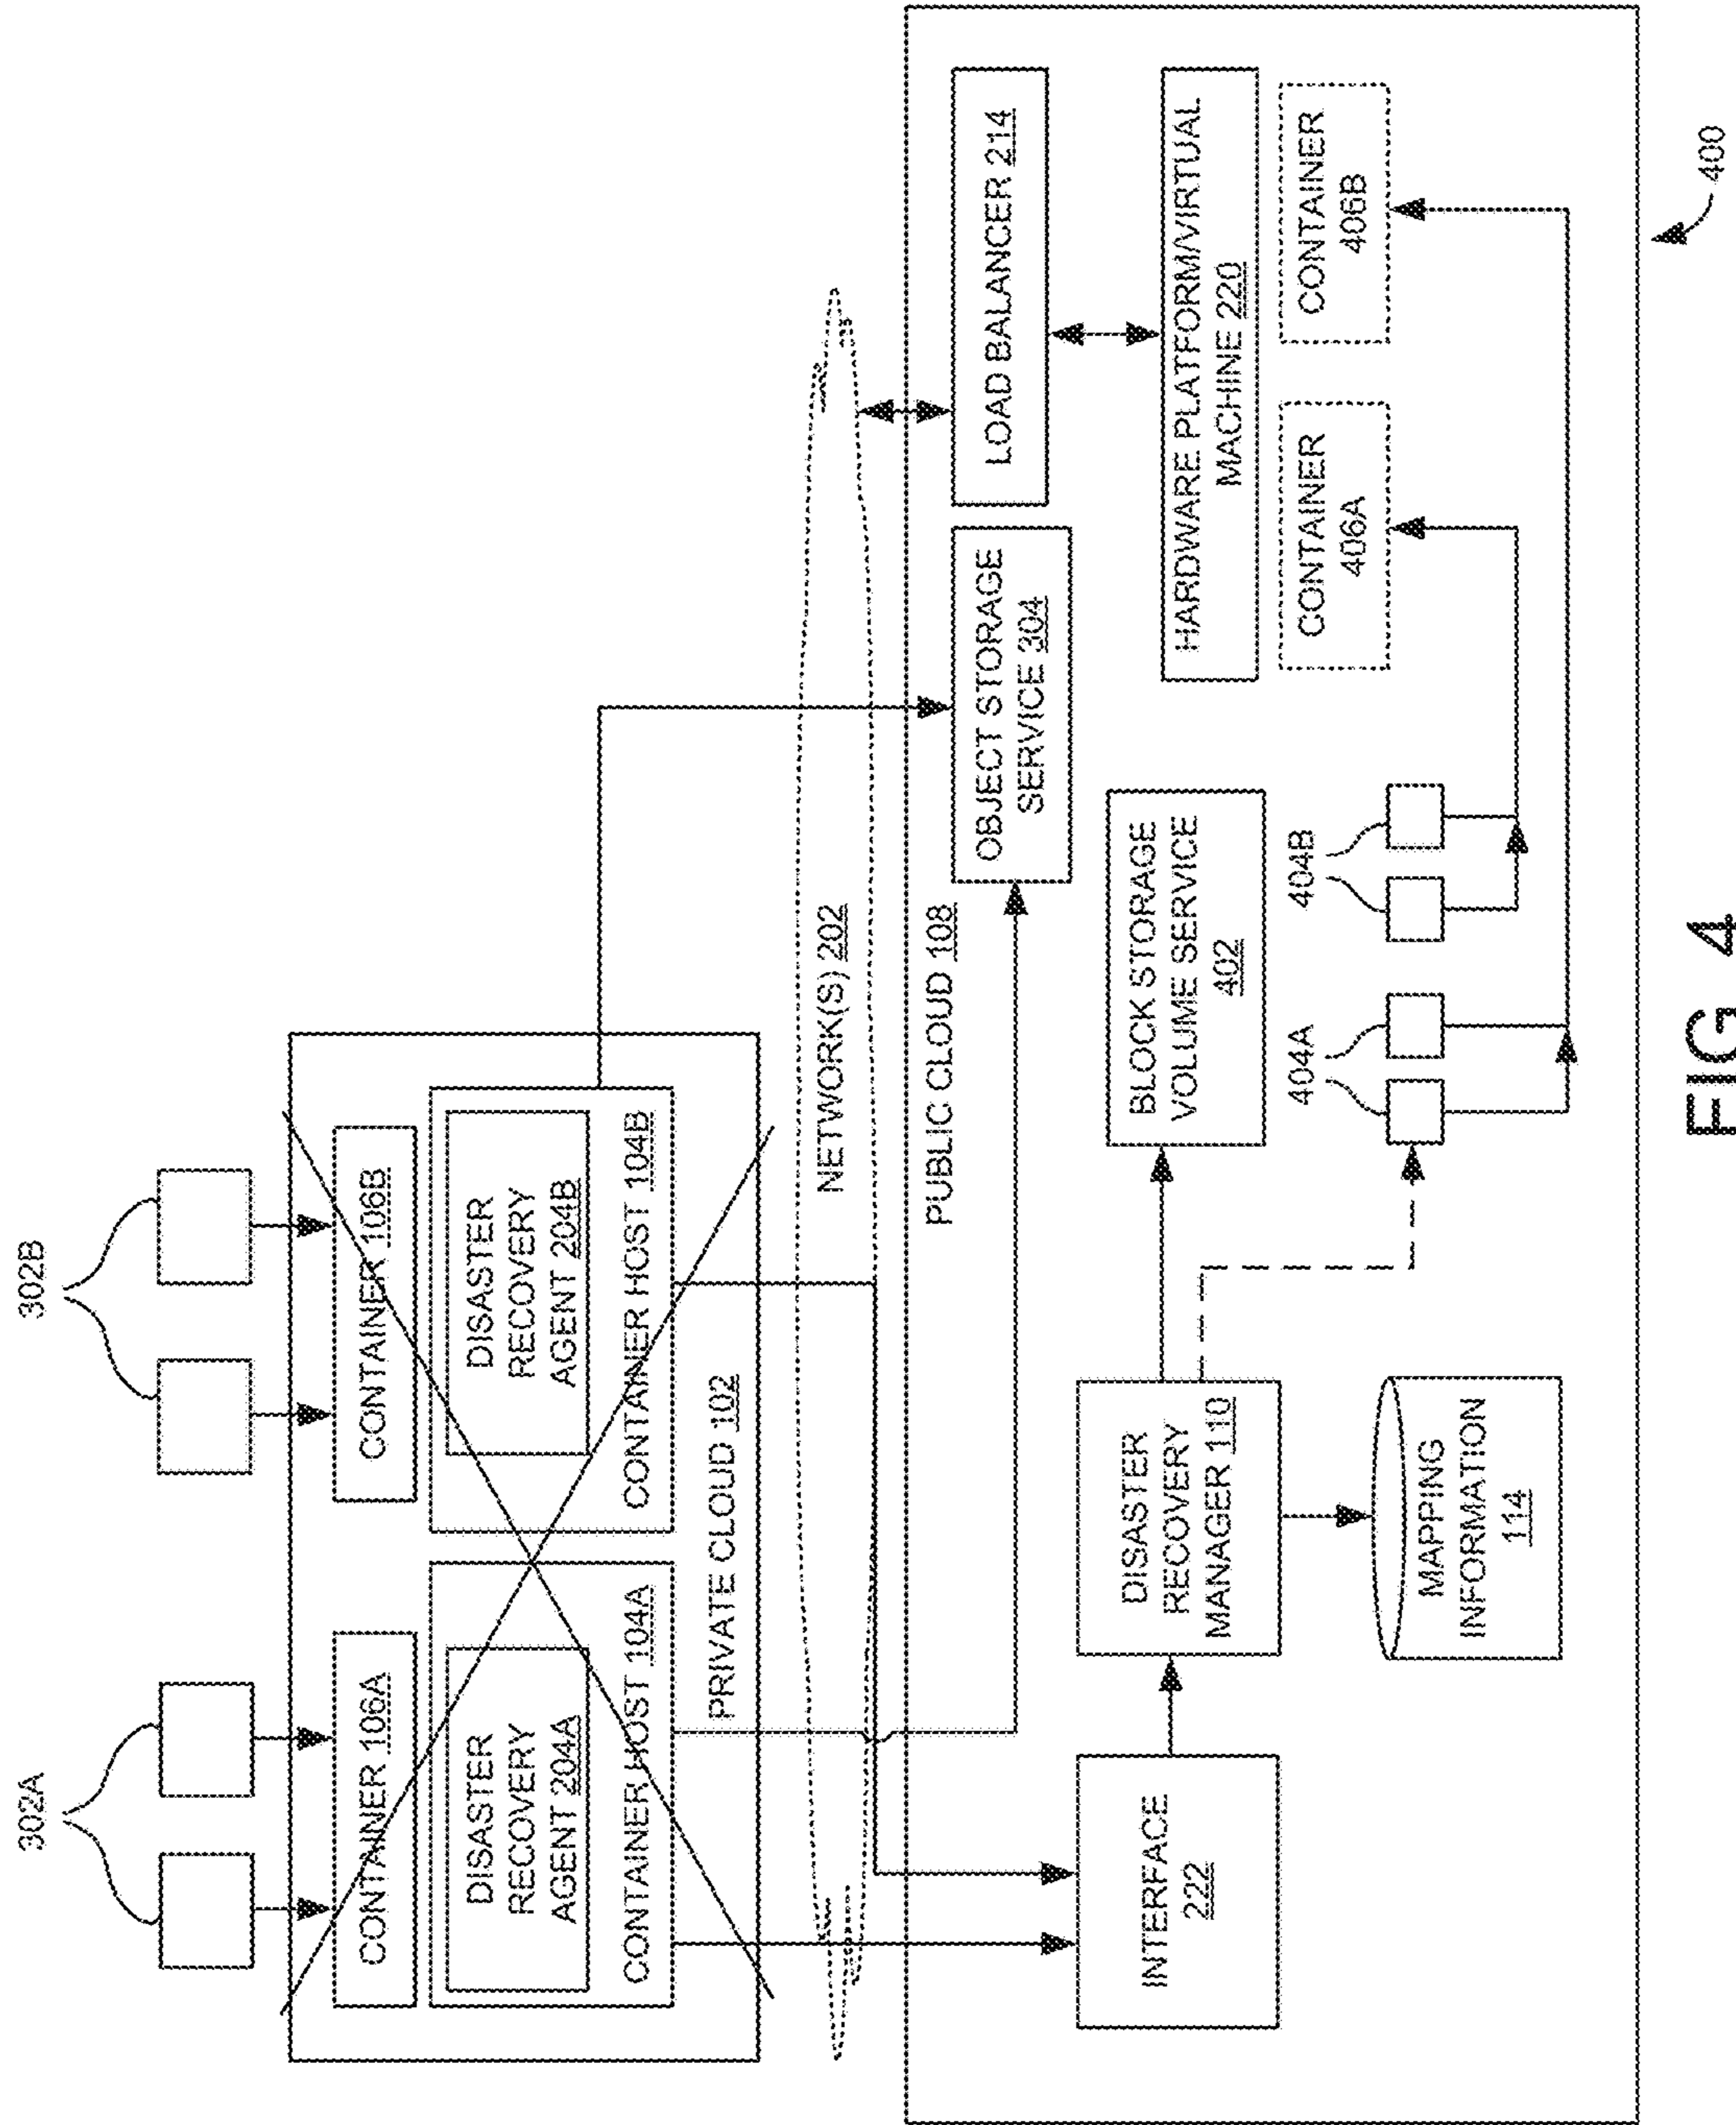 302A
302B
CONTAINER 106A
CONTAINER 106B
DISASTER
RECOVERY
AGENT 204A
CONTAINER HOST 104A
DISASTER
RECOVERY
AGENT 204B
CONTAINER HOST 104B
PRIVATE CLOUD 102
NETWORK(S) 202
PUBLIC CLOUD 108
INTERFACE
222
DISASTER
RECOVERY
MANAGER 110
MAPPING
INFORMATION
114
BLOCK STORAGE
VOLUME SERVICE
402
404A
404B
OBJECT STORAGE
SERVICE 304
LOAD BALANCER 214
HARDWARE PLATFORM/VIRTUAL
MACHINE 220
CONTAINER
406A
CONTAINER
406B
400
FIG 4